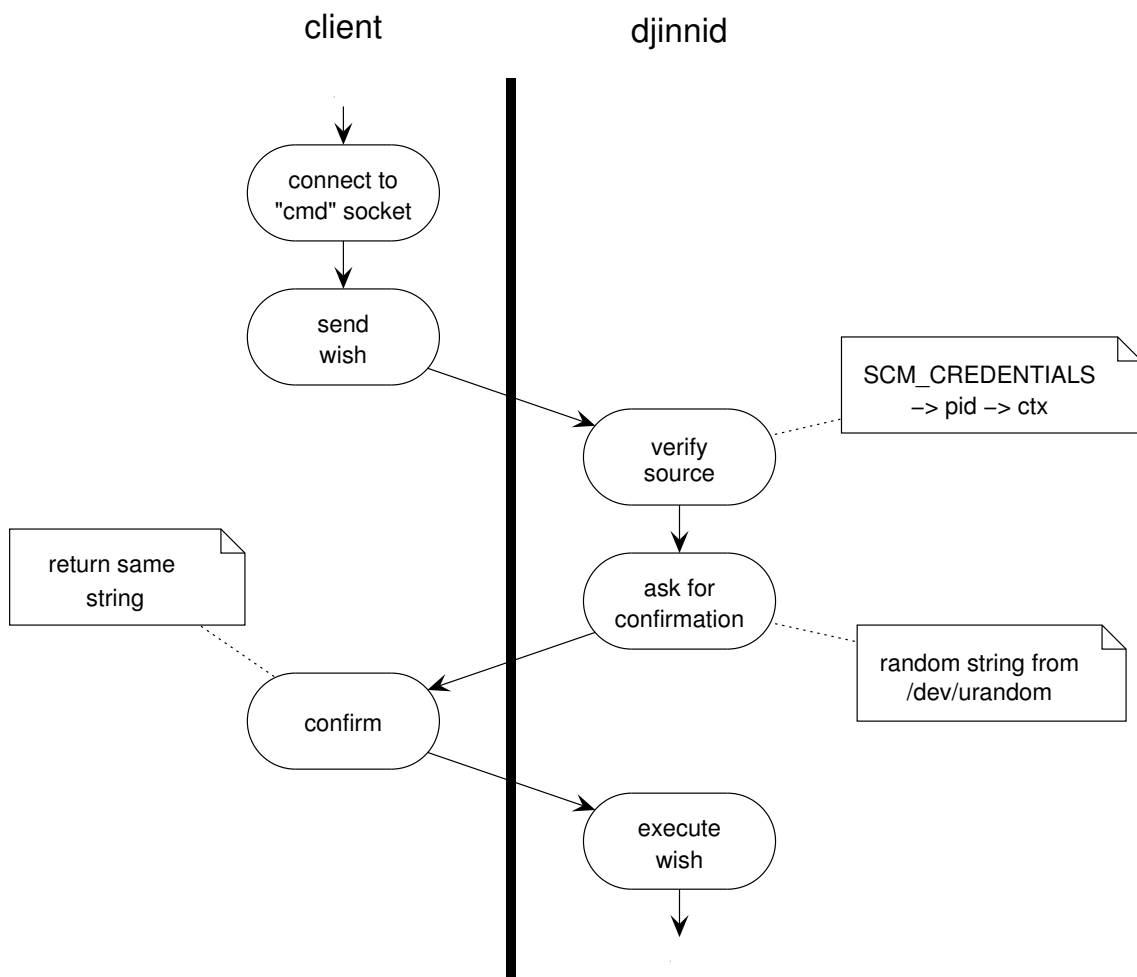 client
djinnid
connect to
"cmd" socket
send
wish
SCM_CREDENTIALS
−> pid −> ctx
verify
source
return same
string
ask for
confirmation
random string from
/dev/urandom
confirm
execute
wish